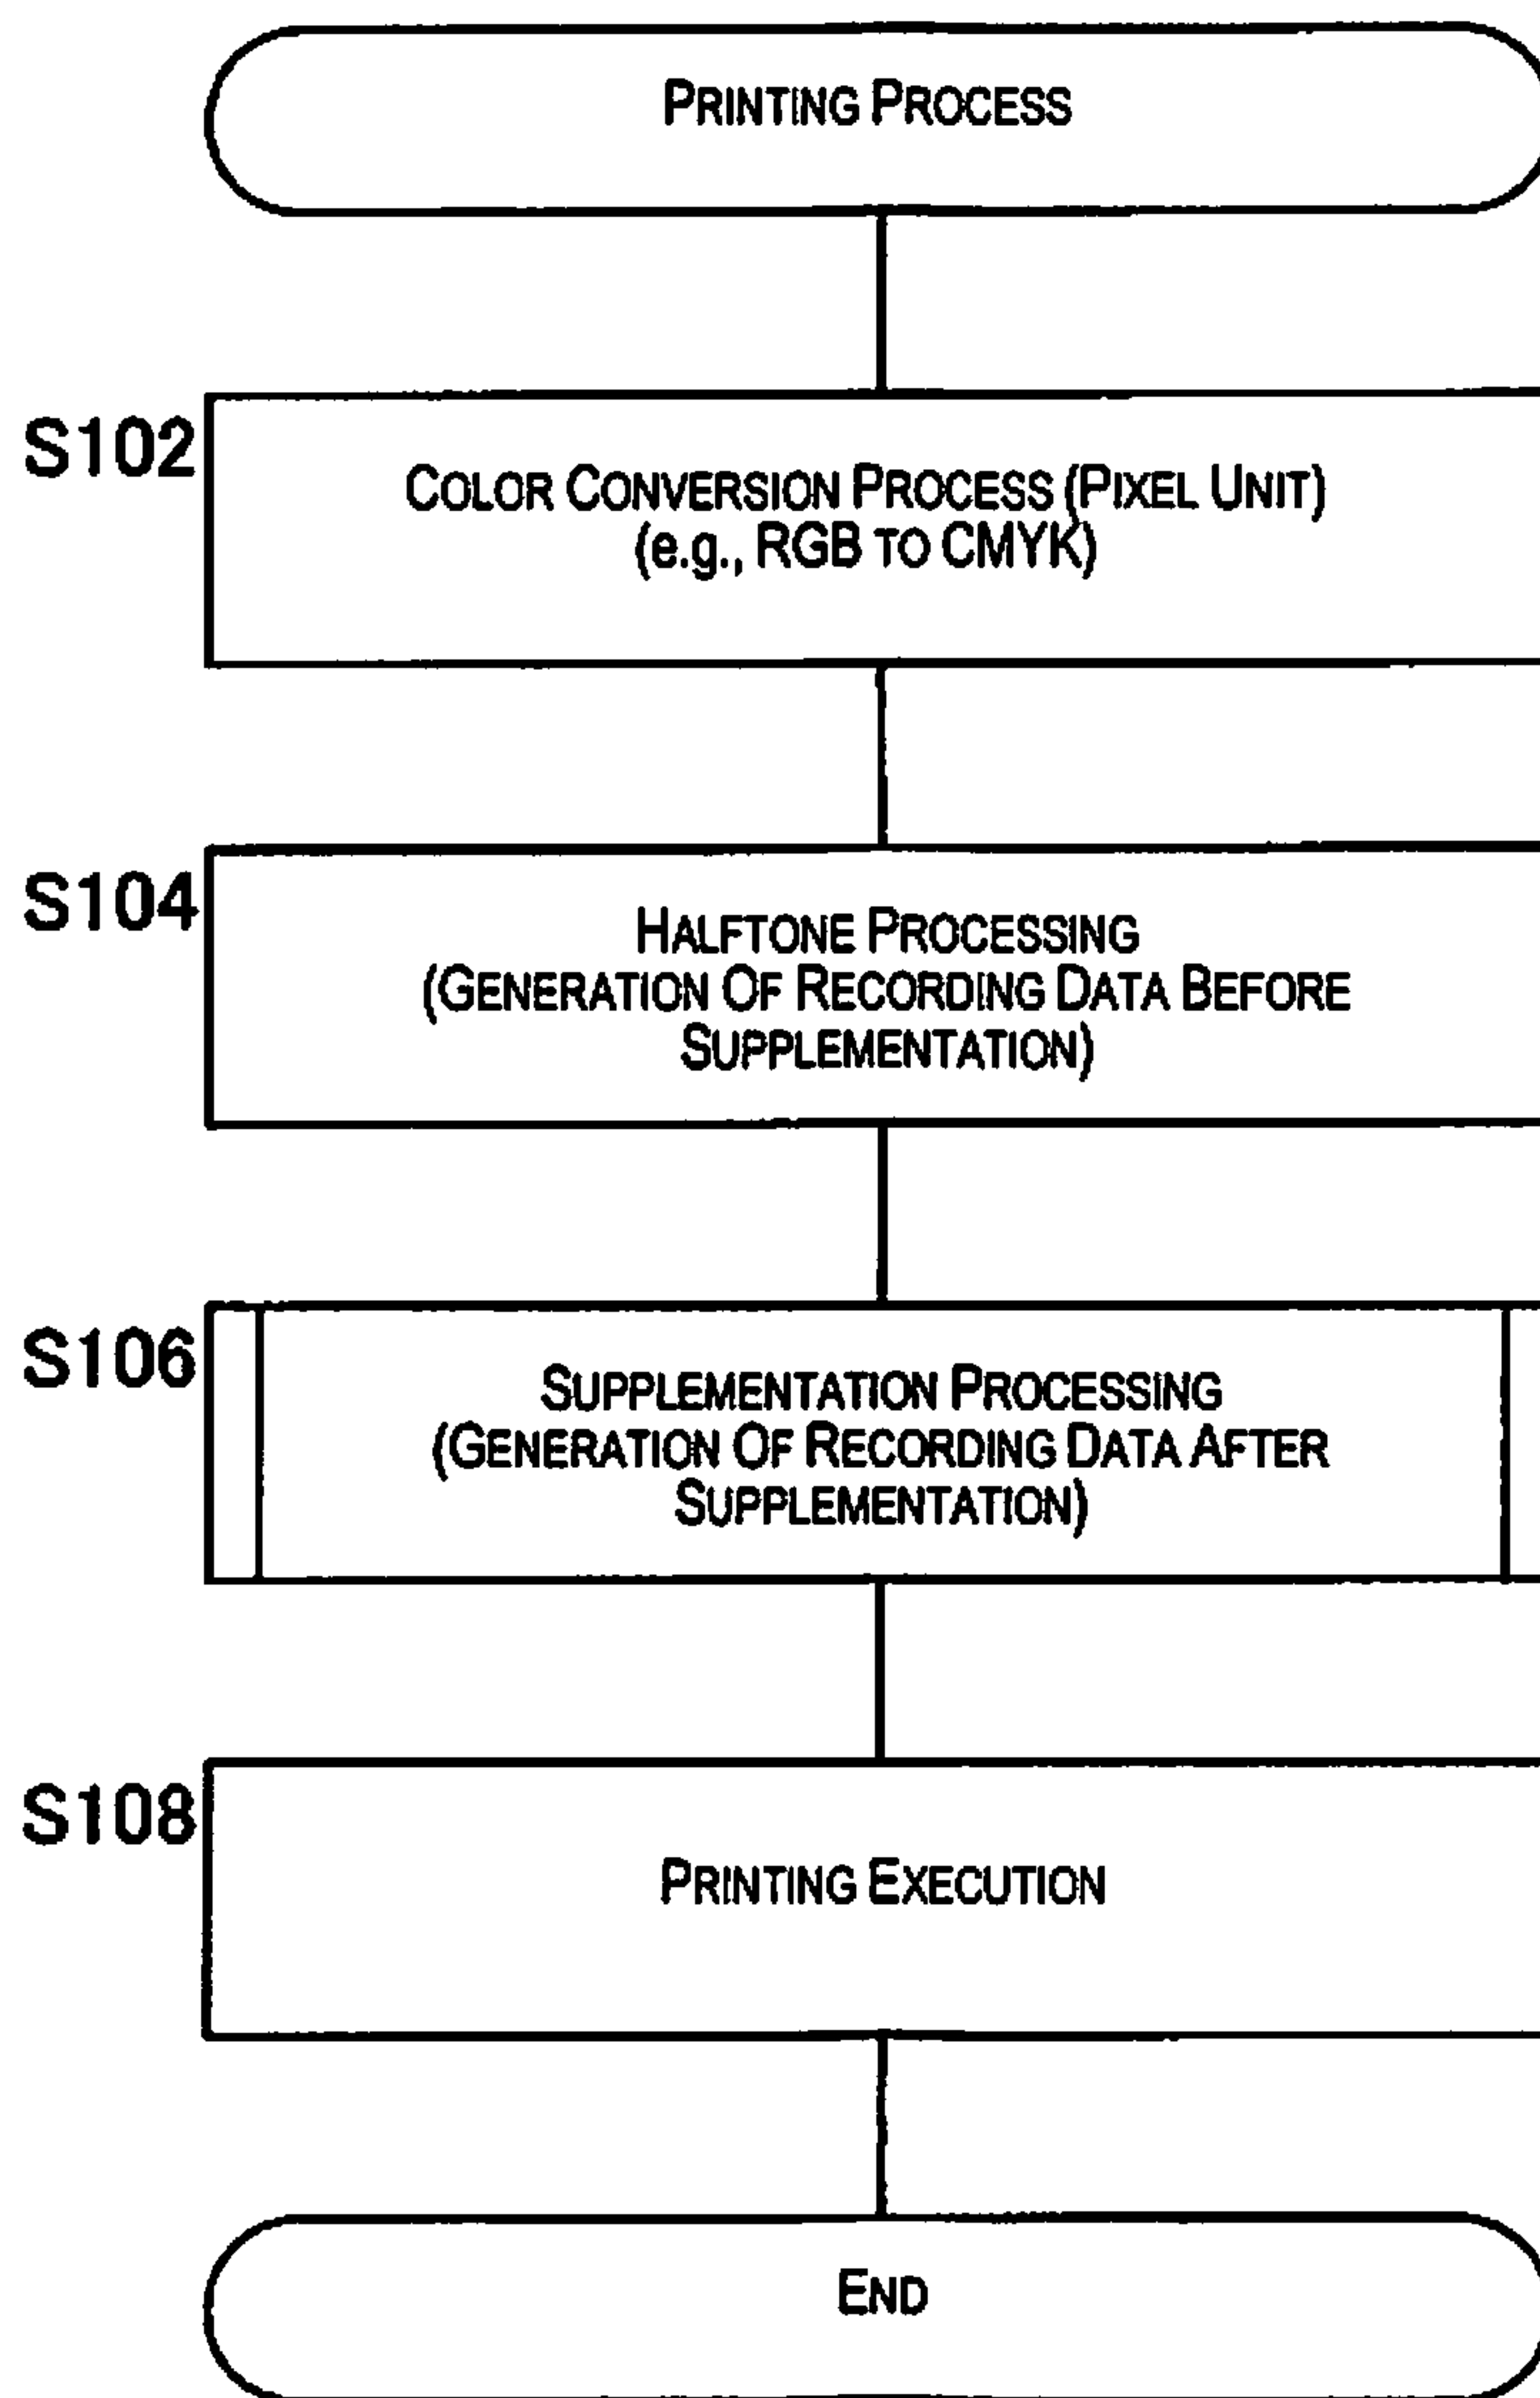 PRINTING PROCESS
S102
COLOR CONVERSION PROCESS (PIXEL UNIT)
(e.g., RGB TO CMYK)
S104
HALFTONE PROCESSING
(GENERATION OF RECORDING DATA BEFORE
SUPPLEMENTATION)
S106
SUPPLEMENTATION PROCESSING
(GENERATION OF RECORDING DATA AFTER
SUPPLEMENTATION)
S108
PRINTING EXECUTION
END